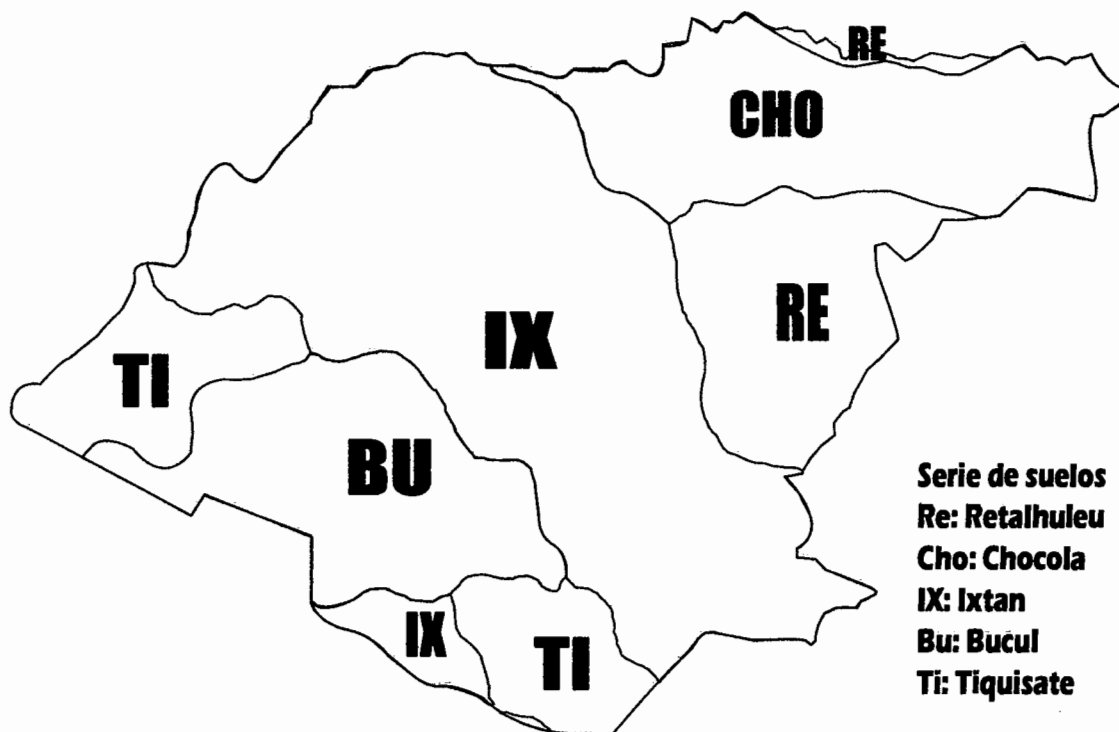 RE
CHO
RE
IX
TI
BU
IX
TI
Serie de suelos
Re: Retalhuleu
Cho: Chocola
IX: Ixtan
Bu: Bucul
Ti: Tiquisate